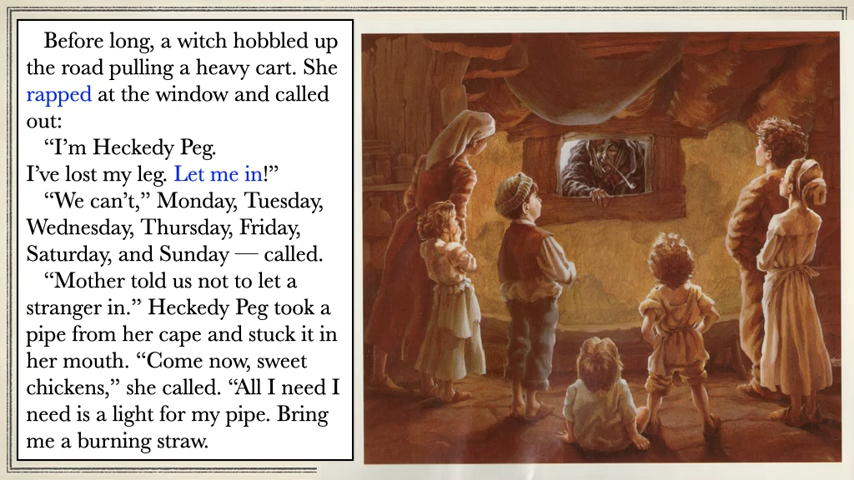 Before long, a witch hobbled up
the road pulling a heavy cart. She
rapped at the window and called
out:
“I’m Heckedy Peg.
I’ve lost my leg. Let me in!”
“We can’t,” Monday, Tuesday,
Wednesday, Thursday, Friday,
Saturday, and Sunday — called.
“Mother told us not to let a
stranger in.” Heckedy Peg took a
pipe from her cape and stuck it in
her mouth. “Come now, sweet
chickens,” she called. “All I need I
need is a light for my pipe. Bring
me a burning straw.